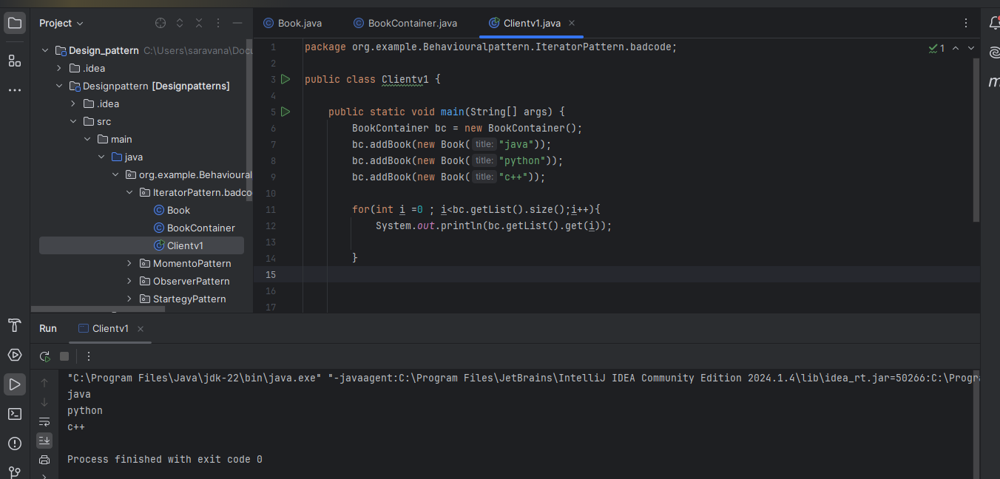 Project
Book.java
BookContainer.java
Clientv1.java
Design_pattern C:\Users\saravana\Docu
.idea
Designpattern [Designpatterns]
.idea
src
main
java
org.example.Behavioural
IteratorPattern.badco
Book
BookContainer
Clientv1
MomentoPattern
ObserverPattern
StartegyPattern
1 package org.example.Behaviouralpattern.IteratorPattern.badcode;
1
2
3 public class Clientv1 {
4
5 public static void main(String[] args) {
6 BookContainer bc = new BookContainer();
7 bc.addBook(new Book( title: "java"));
8 bc.addBook(new Book( title: "python"));
9 bc.addBook(new Book( title: "c++"));
10
11 for(int i =0 ; i<bc.getList().size();i++){
12 System.out.println(bc.getList().get(i));
13
14 }
15
16
17
m
Run
Clientv1
"C:\Program Files\Java\jdk-22\bin\java.exe" "-javaagent:C:\Program Files\JetBrains\IntelliJ IDEA Community Edition 2024.1.4\lib\idea_rt.jar=50266:C:\Progra
java
python
c++
Process finished with exit code 0